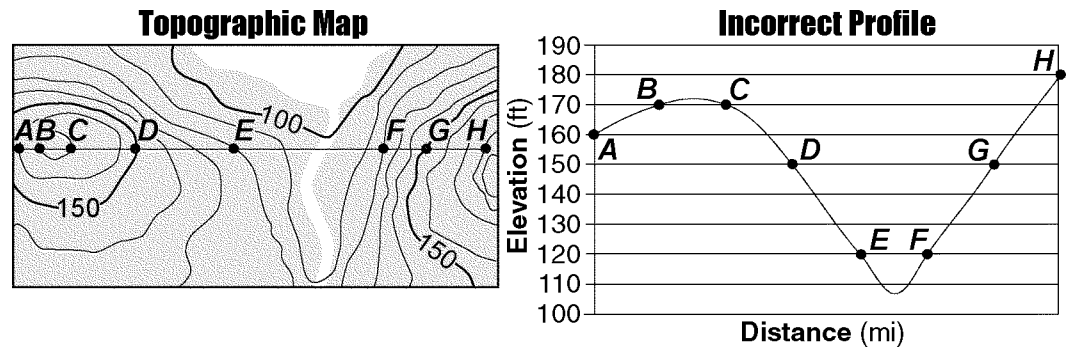 Topographic Map
100
A B C D E F G H
150
150
Incorrect Profile
190
180
170
160
150
140
130
120
110
100
Elevation (ft)
A
B
C
D
E
F
G
H
Distance (mi)